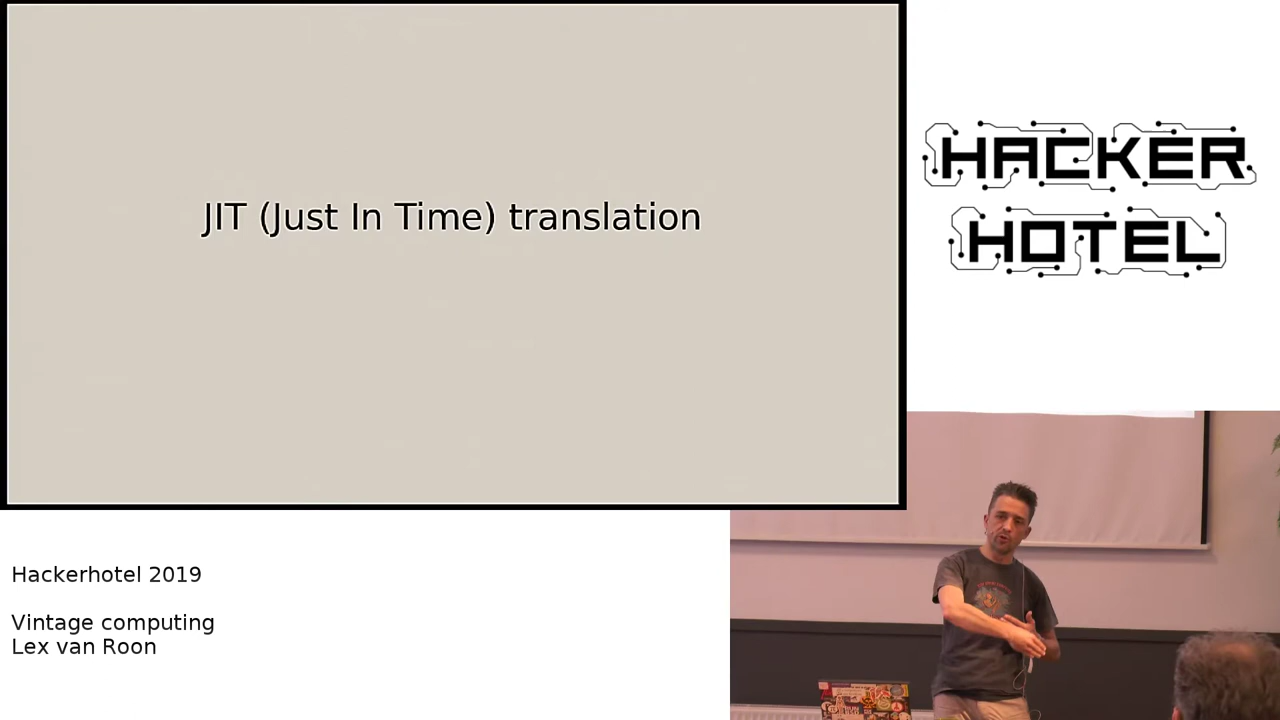 JIT (Just In Time) translation
HACKER
HOTEL
Hackerhotel 2019
Vintage computing
Lex van Roon